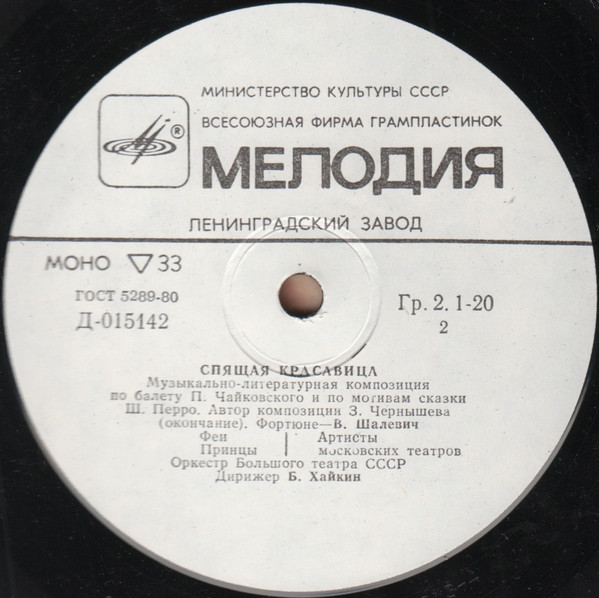 МИНИСТЕРСТВО КУЛЬТУРЫ СССР
ВСЕСОЮЗНАЯ ФИРМА ГРАМПЛАСТИНОК
®
МЕЛОДИЯ
ЛЕНИНГРАДСКИЙ ЗАВОД
МОНО ▽ 33
ГОСТ 5289-80
Д-015142
Гр. 2. 1-20
2
СПЯЩАЯ КРАСАВИЦА
Музыкально-литературная композиция
по балету П. Чайковского и по мотивам сказки
Ш. Перро. Автор композиции З. Чернышева
(окончание). Фортюне—В. Шалевич
Феи | Артисты
Принцы | московских театров
Оркестр Большого театра СССР
Дирижер Б. Хайкин